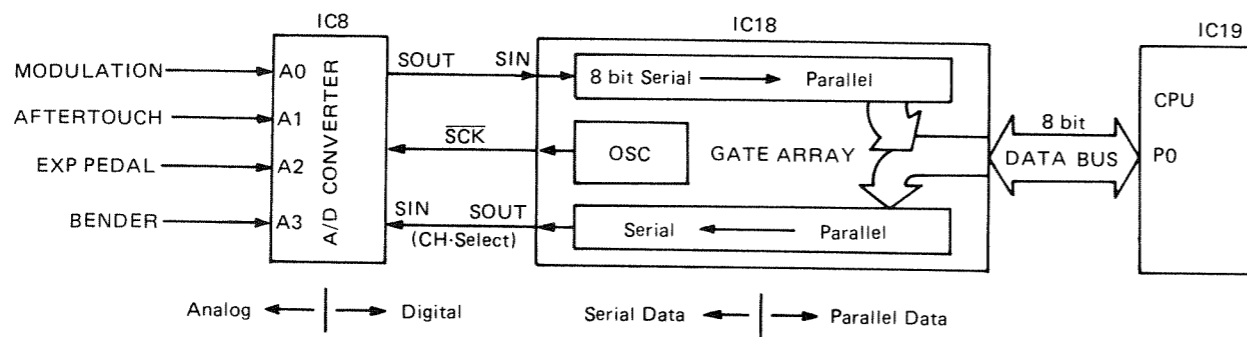 IC8
IC18
IC19
MODULATION
AFTERTOUCH
EXP PEDAL
BENDER
A0
A1
A2
A3
A/D CONVERTER
SOUT
SIN
SCK
SIN
SOUT
(CH·Select)
8 bit Serial
Parallel
OSC
GATE ARRAY
Serial
Parallel
8 bit
DATA BUS
CPU
P0
Analog
Digital
Serial Data
Parallel Data